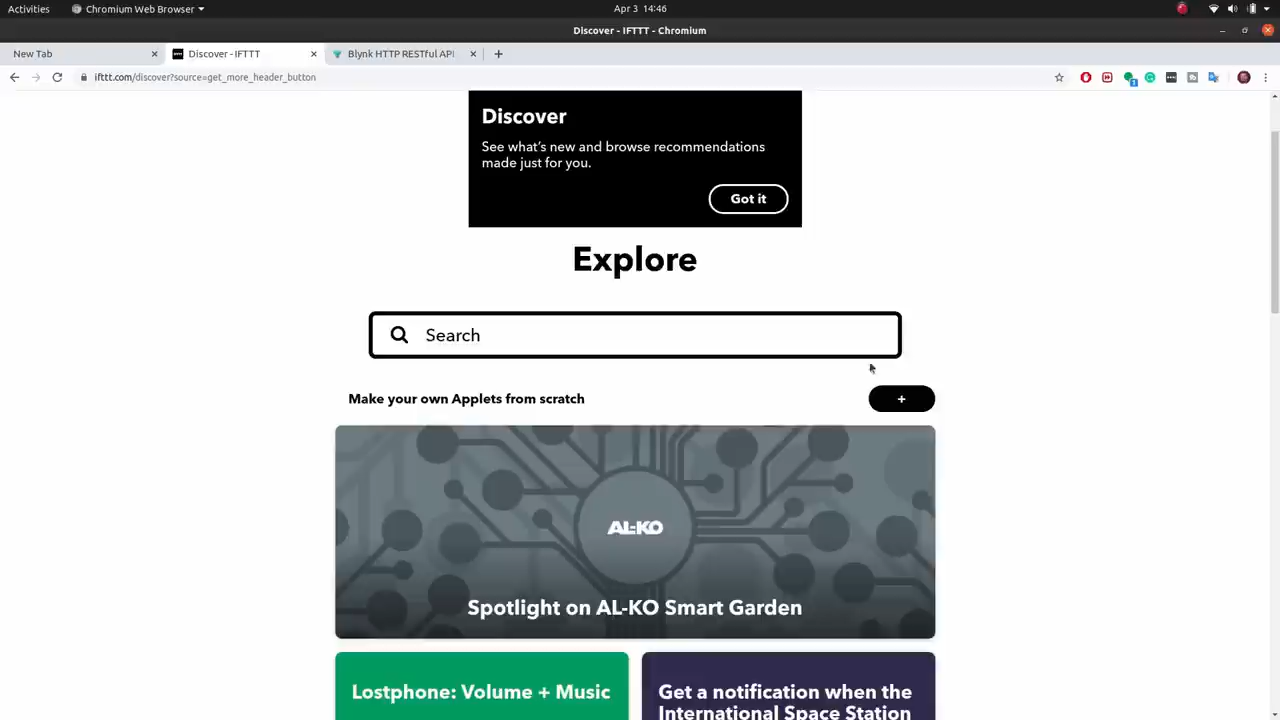 Activities
Chromium Web Browser
Apr 3 14:46
Discover - IFTTT - Chromium
New Tab
Discover - IFTTT
Blynk HTTP RESTful API
ifttt.com/discover?source=get_more_header_button
Discover
See what's new and browse recommendations
made just for you.
Got it
Explore
Search
Make your own Applets from scratch
+
AL-KO
Spotlight on AL-KO Smart Garden
Lostphone: Volume + Music
Get a notification when the
International Space Station